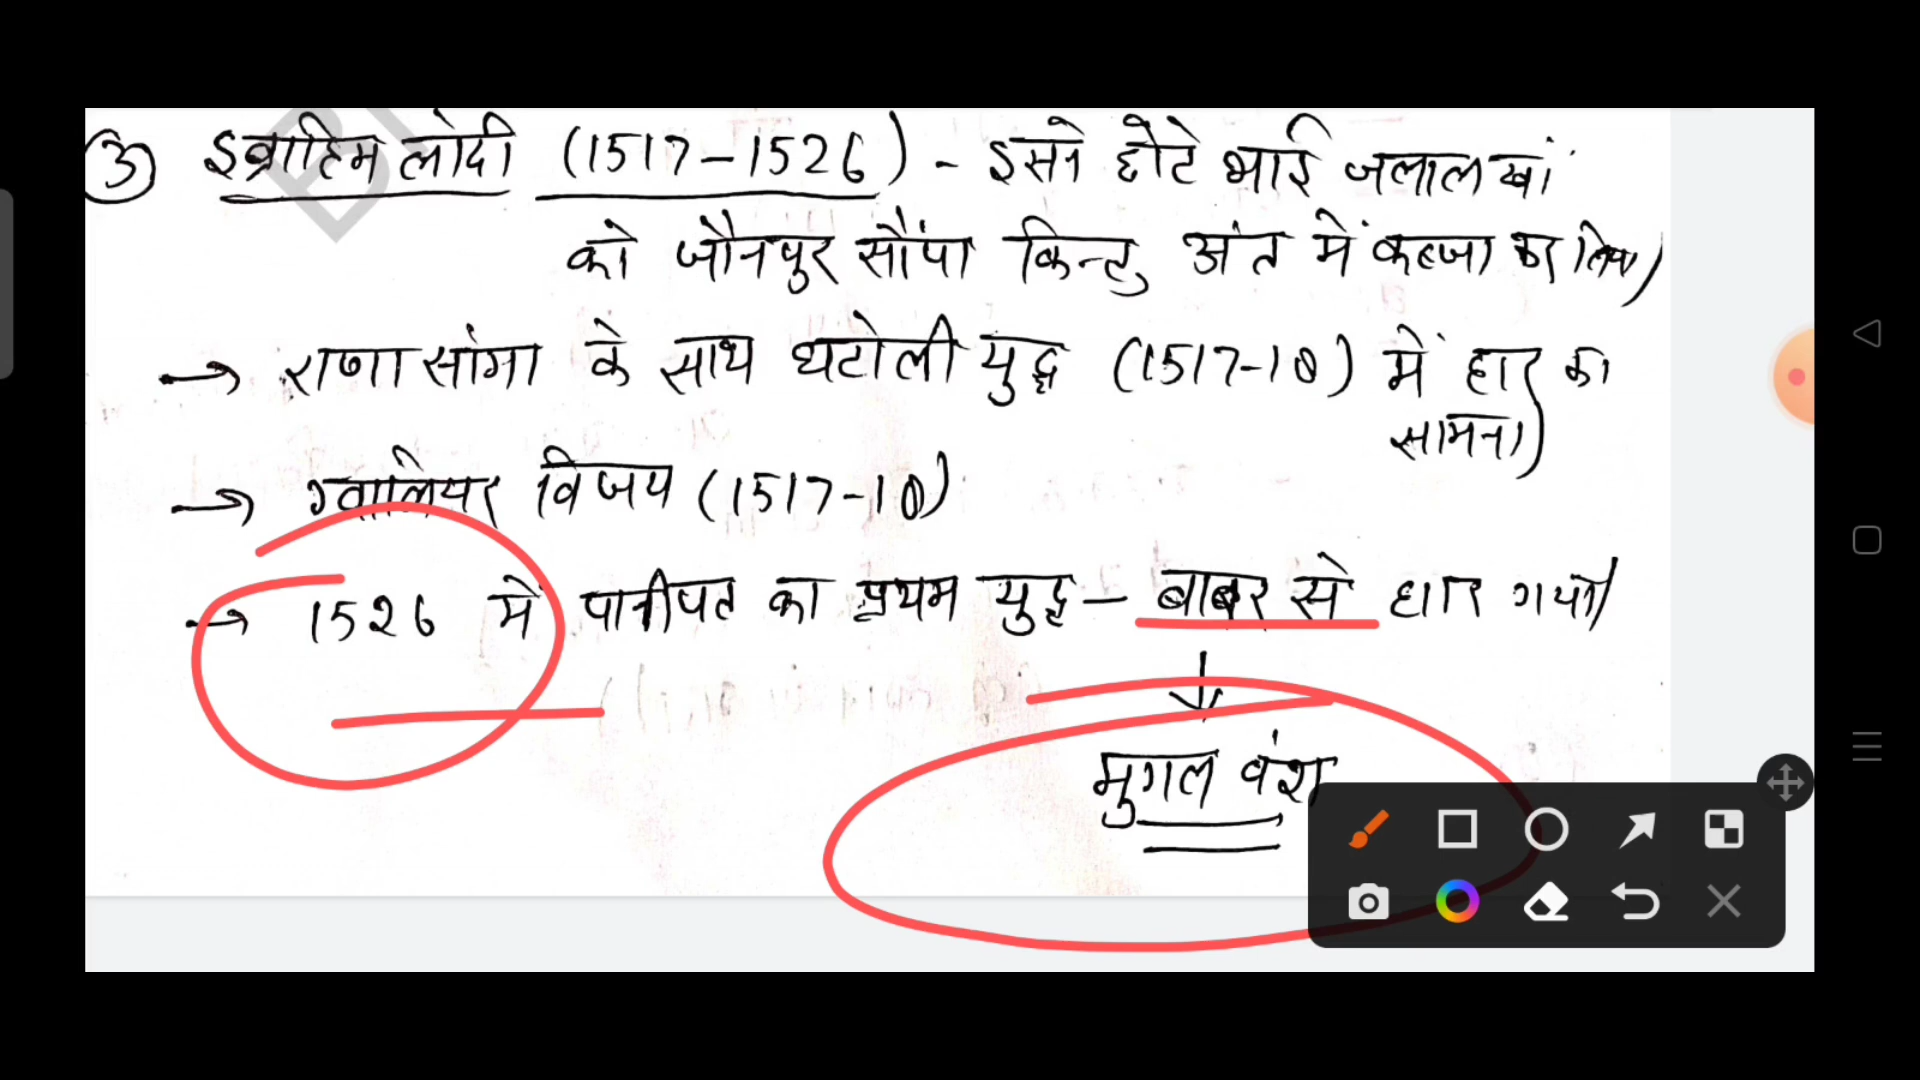 ③ इब्राहिम लोदी (1517-1526) - इसने छोटे भाई जलाल खां
को जौनपुर सौंपा किन्तु अंत में कब्जा कर लिया।
→ राणा सांगा के साथ घटोली युद्ध (1517-18) में हार का
सामना।
→ ग्वालियर विजय (1517-18)
→ 1526 में पानीपत का प्रथम युद्ध - बाबर से हार गया।
↓
मुगल वंश